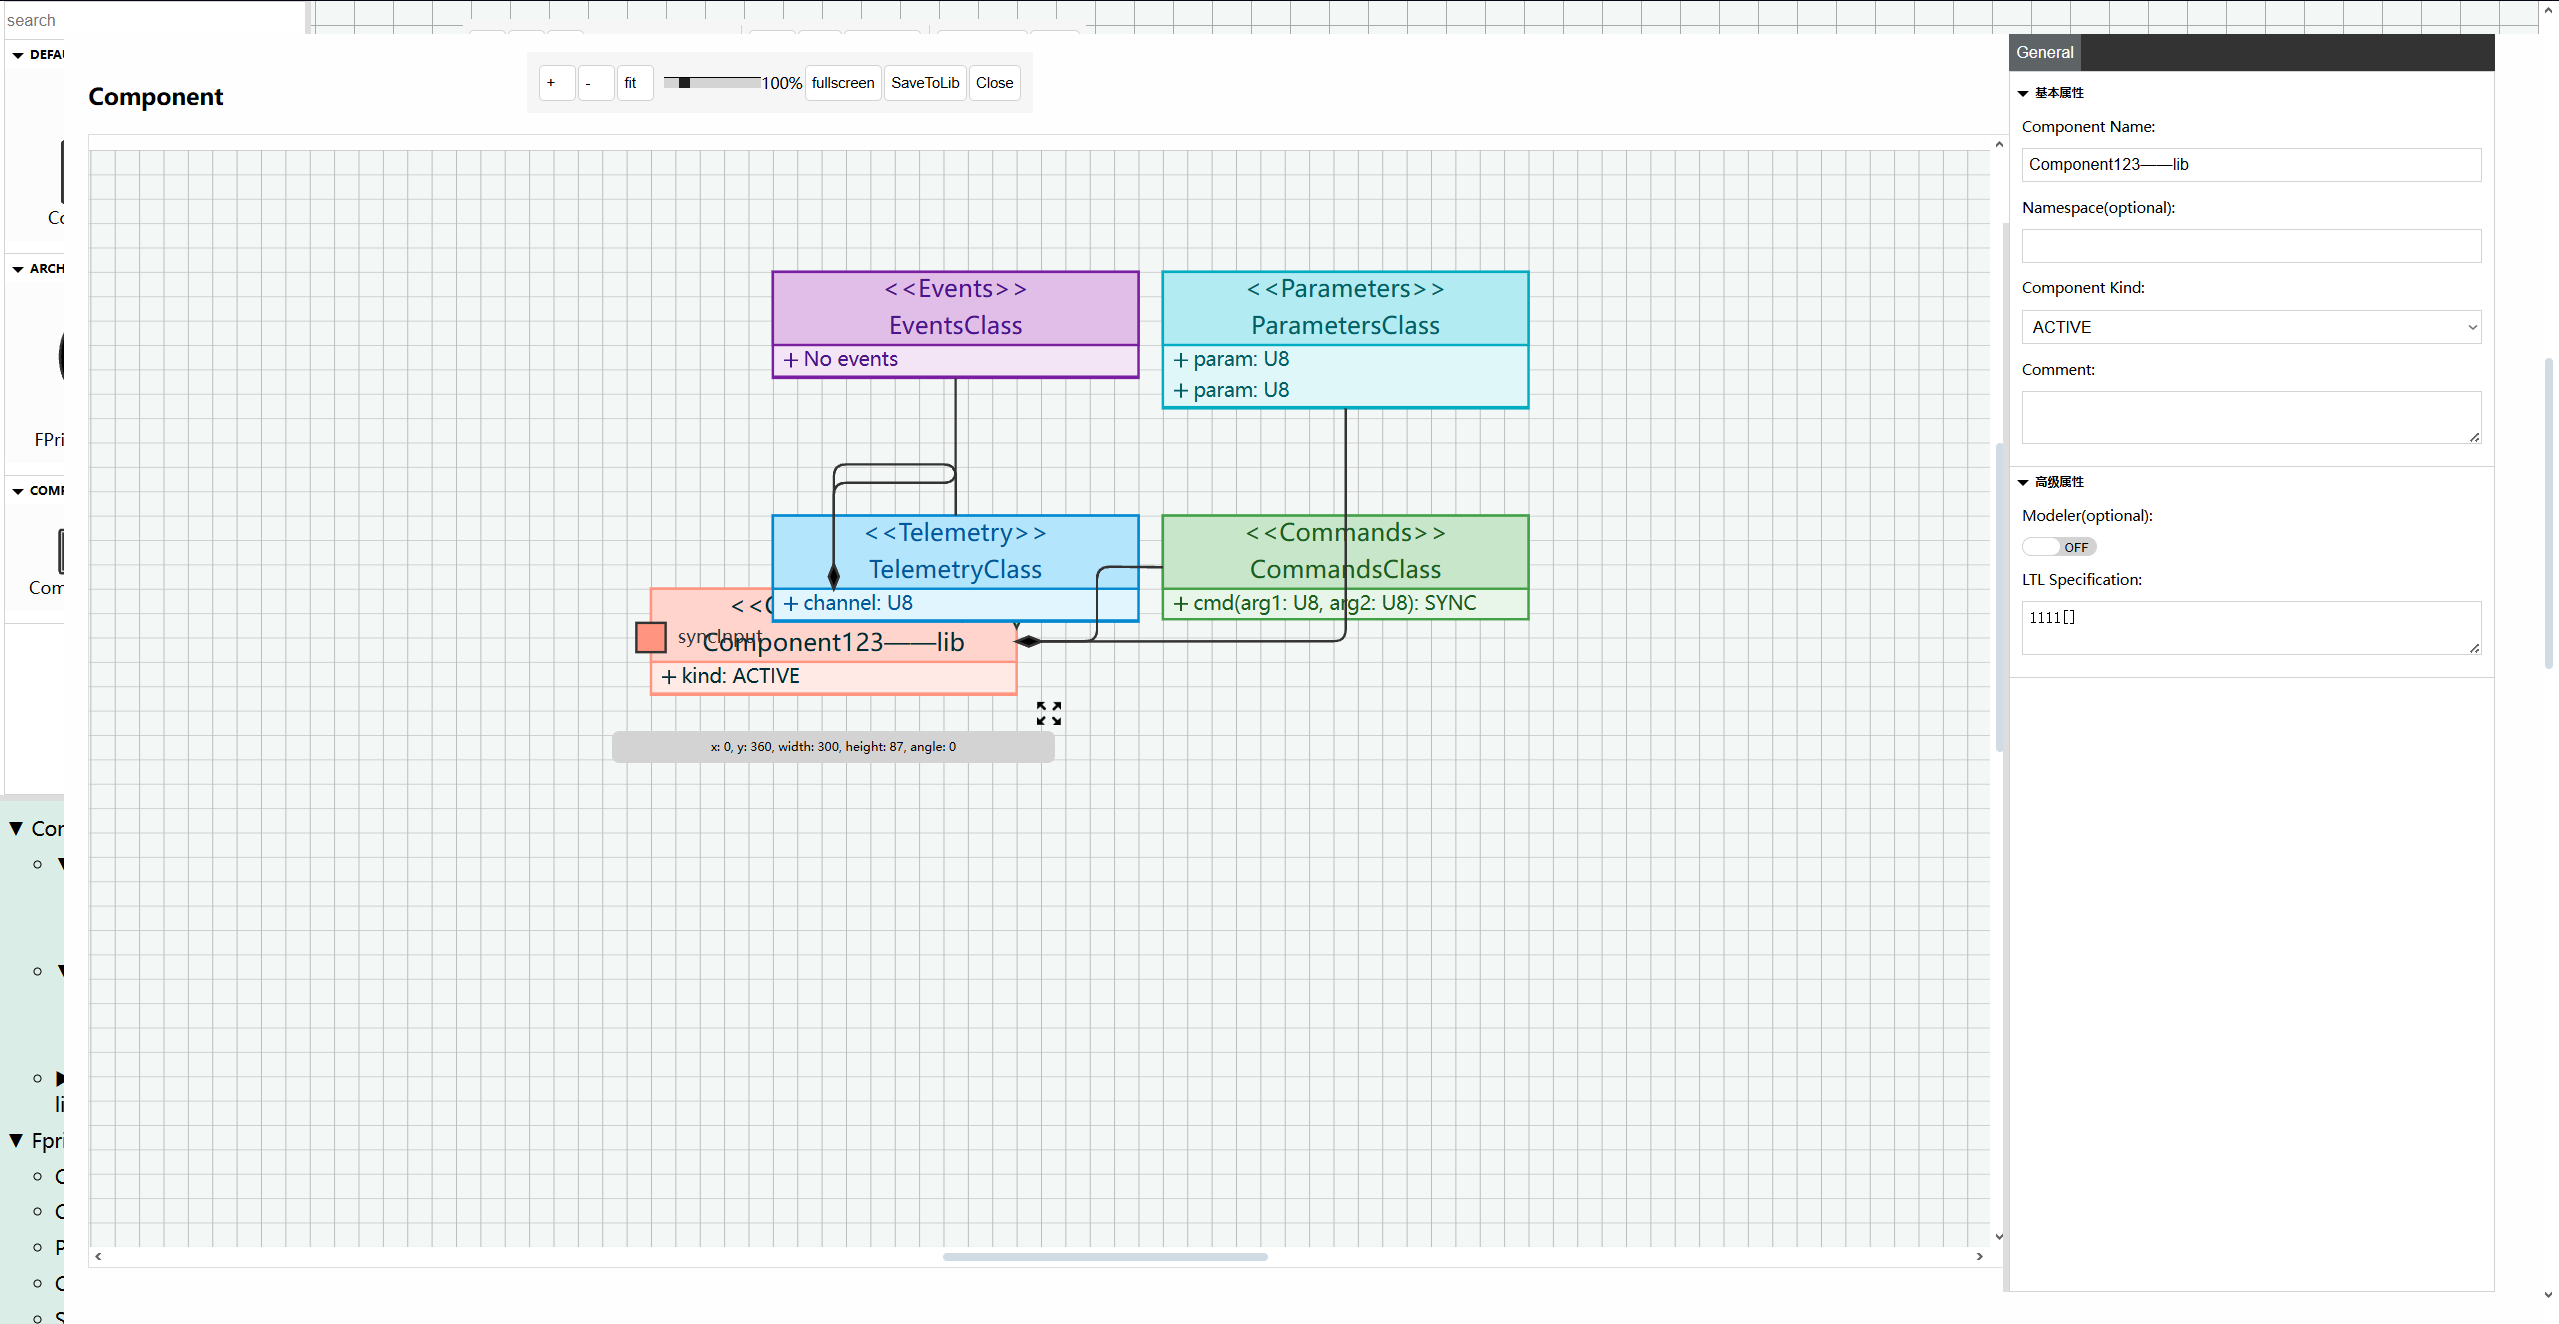 search
DEFAU
Co
ARCH
FPri
COMP
Com
▼ Cor
li
▼ Fpri
C
C
P
C
S
Component
+
-
fit
100%
fullscreen
SaveToLib
Close
<<Events>>
EventsClass
+ No events
<<Parameters>>
ParametersClass
+ param: U8
+ param: U8
<<Telemetry>>
TelemetryClass
+ channel: U8
<<Commands>>
CommandsClass
+ cmd(arg1: U8, arg2: U8): SYNC
<<C
syncInput
Component123——lib
+ kind: ACTIVE
x: 0, y: 360, width: 300, height: 87, angle: 0
General
基本属性
Component Name:
Component123——lib
Namespace(optional):
Component Kind:
ACTIVE
Comment:
高级属性
Modeler(optional):
OFF
LTL Specification:
1111[]